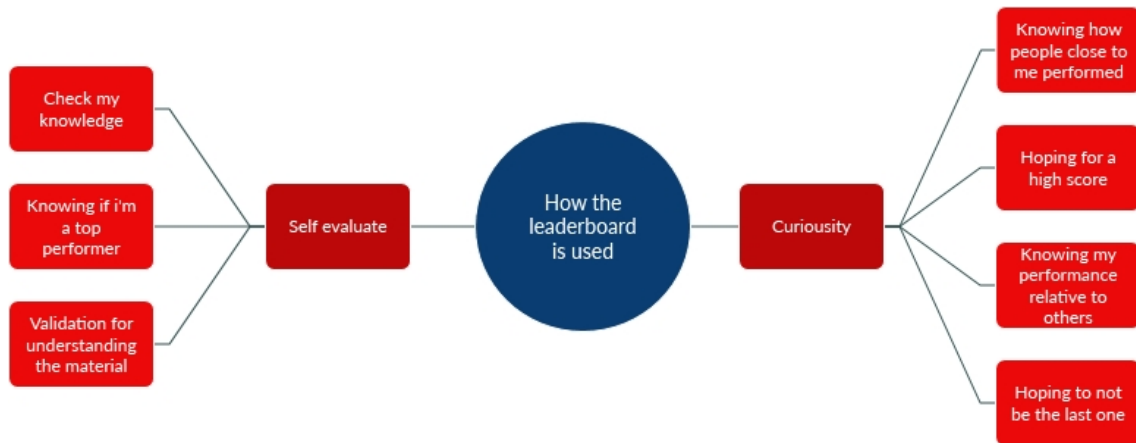 Check my
knowledge
Knowing if i'm
a top
performer
Validation for
understanding
the material
Self evaluate
How the
leaderboard
is used
Curiousity
Knowing how
people close to
me performed
Hoping for a
high score
Knowing my
performance
relative to
others
Hoping to not
be the last one